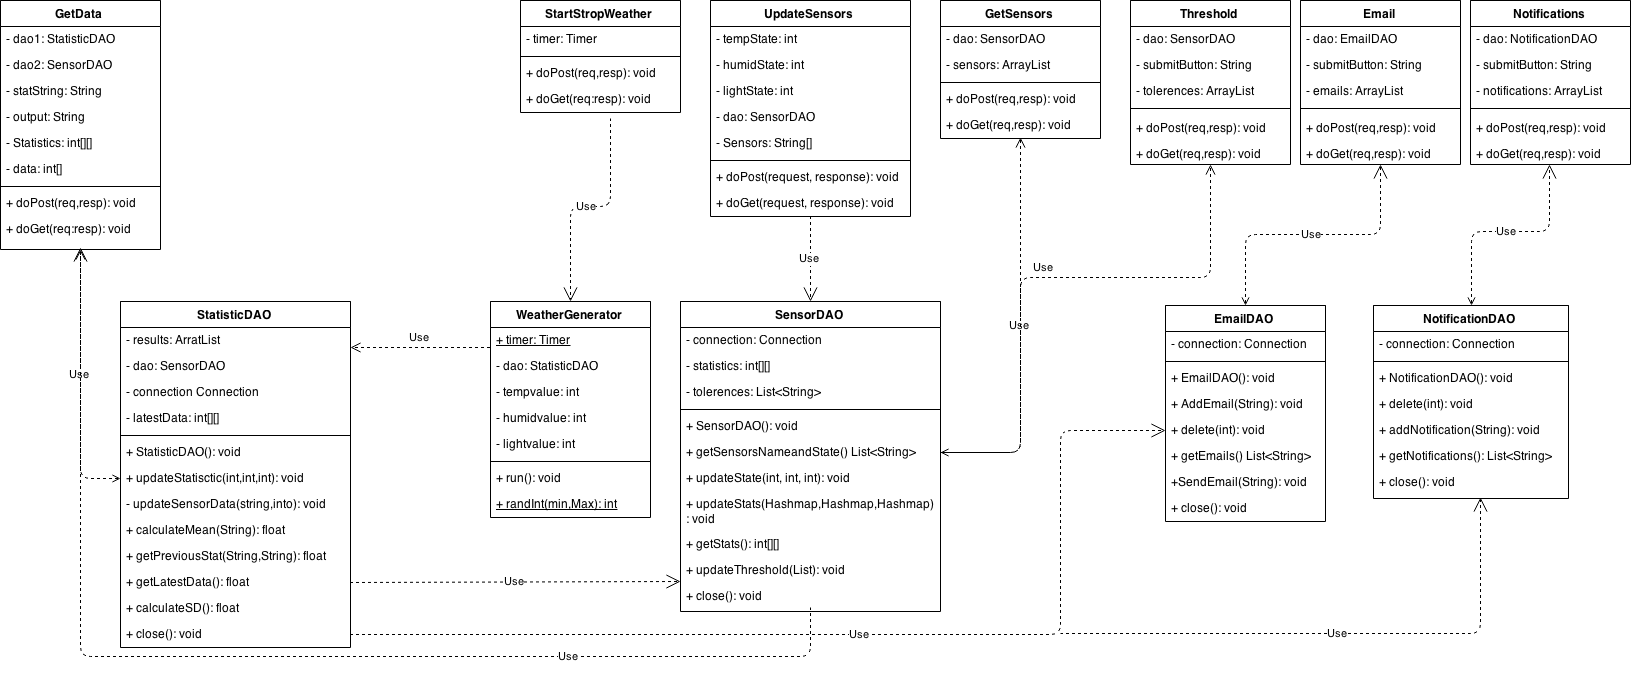 GetData
- dao1: StatisticDAO
- dao2: SensorDAO
- statString: String
- output: String
- Statistics: int[][]
- data: int[]
+ doPost(req,resp): void
+ doGet(req:resp): void
StartStropWeather
- timer: Timer
+ doPost(req,resp): void
+ doGet(req:resp): void
UpdateSensors
- tempState: int
- humidState: int
- lightState: int
- dao: SensorDAO
- Sensors: String[]
+ doPost(request, response): void
+ doGet(request, response): void
GetSensors
- dao: SensorDAO
- sensors: ArrayList
+ doPost(req,resp): void
+ doGet(req,resp): void
Threshold
- dao: SensorDAO
- submitButton: String
- tolerences: ArrayList
+ doPost(req,resp): void
+ doGet(req,resp): void
Email
- dao: EmailDAO
- submitButton: String
- emails: ArrayList
+ doPost(req,resp): void
+ doGet(req,resp): void
Notifications
- dao: NotificationDAO
- submitButton: String
- notifications: ArrayList
+ doPost(req,resp): void
+ doGet(req,resp): void
Use
Use
Use
Use
Use
Use
Use
Use
StatisticDAO
- results: ArratList
- dao: SensorDAO
- connection Connection
- latestData: int[][]
+ StatisticDAO(): void
+ updateStatisctic(int,int,int): void
- updateSensorData(string,into): void
+ calculateMean(String): float
+ getPreviousStat(String,String): float
+ getLatestData(): float
+ calculateSD(): float
+ close(): void
WeatherGenerator
+ timer: Timer
- dao: StatisticDAO
- tempvalue: int
- humidvalue: int
- lightvalue: int
+ run(): void
+ randInt(min,Max): int
SensorDAO
- connection: Connection
- statistics: int[][]
- tolerences: List<String>
+ SensorDAO(): void
+ getSensorsNameandState() List<String>
+ updateState(int, int, int): void
+ updateStats(Hashmap,Hashmap,Hashmap)
: void
+ getStats(): int[][]
+ updateThreshold(List): void
+ close(): void
EmailDAO
- connection: Connection
+ EmailDAO(): void
+ AddEmail(String): void
+ delete(int): void
+ getEmails() List<String>
+SendEmail(String): void
+ close(): void
NotificationDAO
- connection: Connection
+ NotificationDAO(): void
+ delete(int): void
+ addNotification(String): void
+ getNotifications(): List<String>
+ close(): void
Use
Use
Use
Use